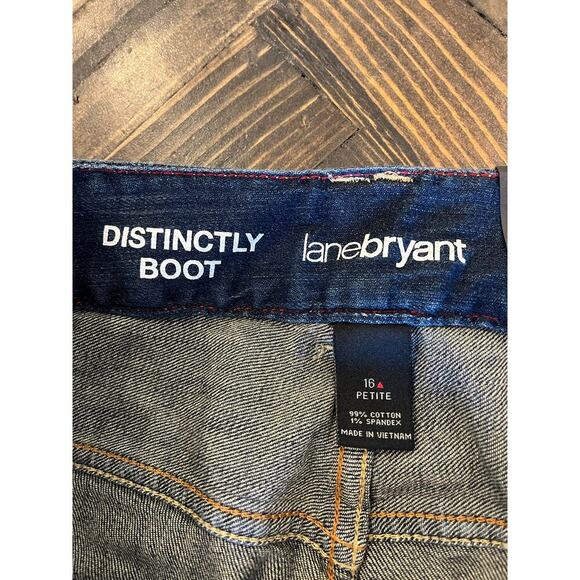 DISTINCTLY
BOOT
lanebryant
16
PETITE
99% COTTON
1% SPANDEX
MADE IN VIETNAM